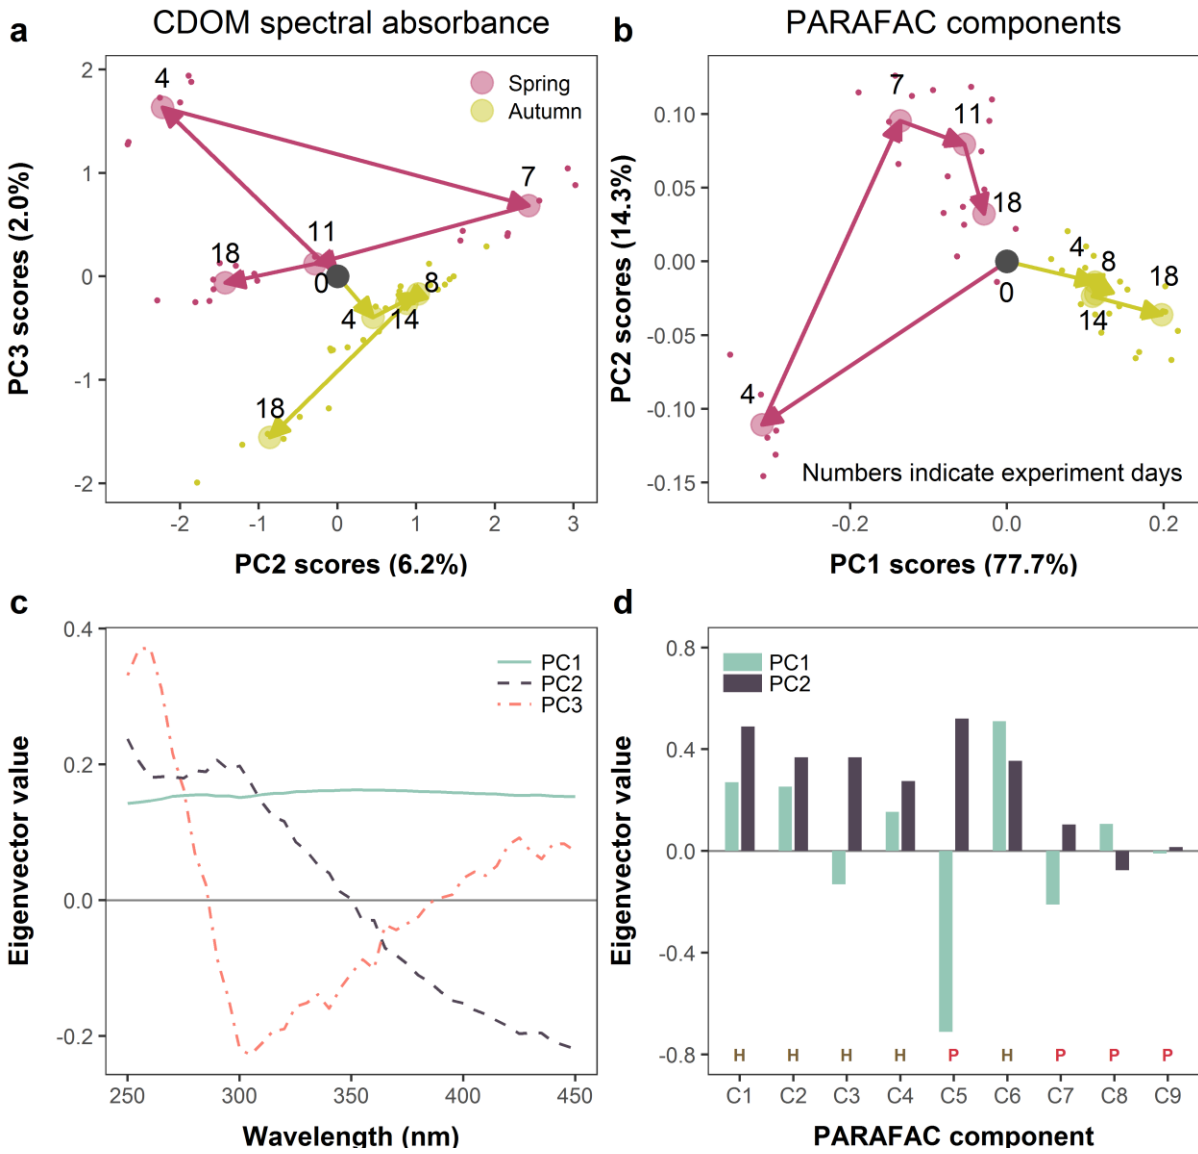 a
CDOM spectral absorbance
b
PARAFAC components
4
Spring
Autumn
7
11
18
0
8
4
14
18
2
1
0
-1
-2
-2
-1
0
1
2
3
PC3 scores (2.0%)
PC2 scores (6.2%)
7
11
18
4
8
18
0
14
4
Numbers indicate experiment days
0.10
0.05
0.00
-0.05
-0.10
-0.15
-0.2
0.0
0.2
PC2 scores (14.3%)
PC1 scores (77.7%)
c
0.4
0.2
0.0
-0.2
PC1
PC2
PC3
250
300
350
400
450
Eigenvector value
Wavelength (nm)
d
0.8
0.4
0.0
-0.4
-0.8
PC1
PC2
H H H H P H P P P
C1 C2 C3 C4 C5 C6 C7 C8 C9
Eigenvector value
PARAFAC component